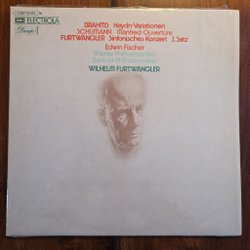 EMI ELECTROLA
BRAHMS Haydn-Variationen
SCHUMANN Manfred-Ouvertüre
FURTWÄNGLER Sinfonisches Konzert 2. Satz
Edwin Fischer
Wiener Philharmoniker
Berliner Philharmoniker
WILHELM FURTWÄNGLER